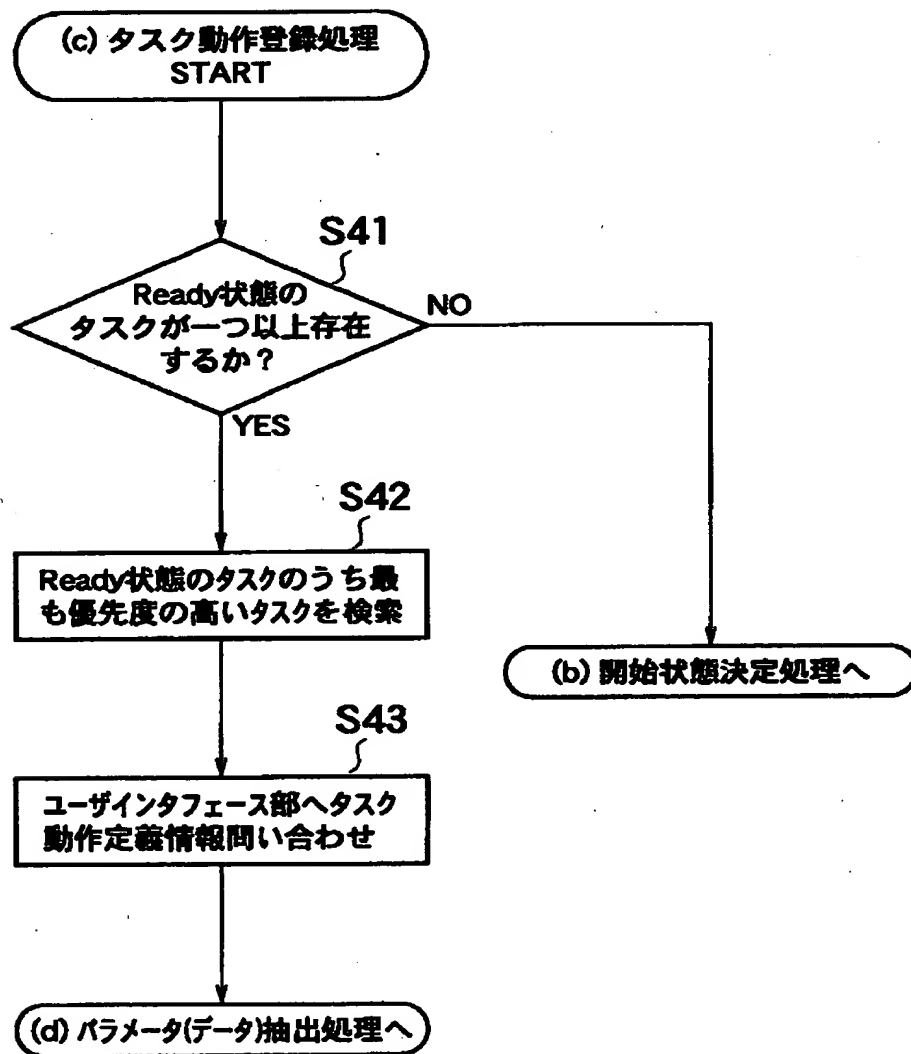 (c) タスク動作登録処理
START
S41
Ready状態の
タスクが一つ以上存在
するか？
NO
YES
S42
Ready状態のタスクのうち最
も優先度の高いタスクを検索
(b) 開始状態決定処理へ
S43
ユーザインタフェース部へタスク
動作定義情報問い合わせ
(d) パラメータ(データ)抽出処理へ